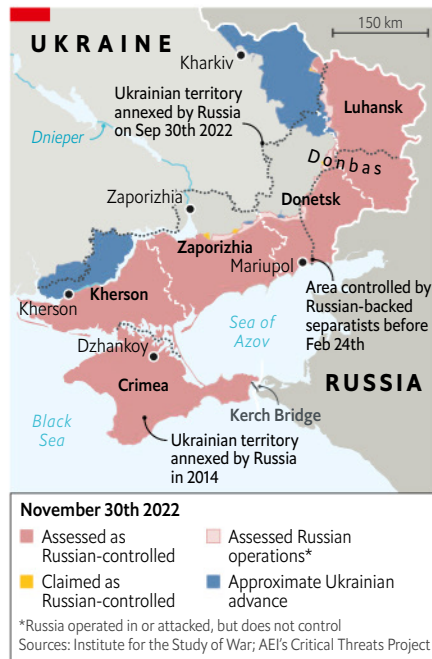 150 km
UKRAINE
Kharkiv
Ukrainian territory
annexed by Russia
on Sep 30th 2022
Luhansk
Dnieper
Donbas
Zaporizhia
Donetsk
Zaporizhia
Mariupol
Kherson
Kherson
Area controlled by
Russian-backed
separatists before
Feb 24th
Sea of
Azov
Dzhankoy
Crimea
RUSSIA
Kerch Bridge
Black
Sea
Ukrainian territory
annexed by Russia
in 2014
November 30th 2022
Assessed as
Russian-controlled
Assessed Russian
operations*
Claimed as
Russian-controlled
Approximate Ukrainian
advance
*Russia operated in or attacked, but does not control
Sources: Institute for the Study of War; AEI's Critical Threats Project